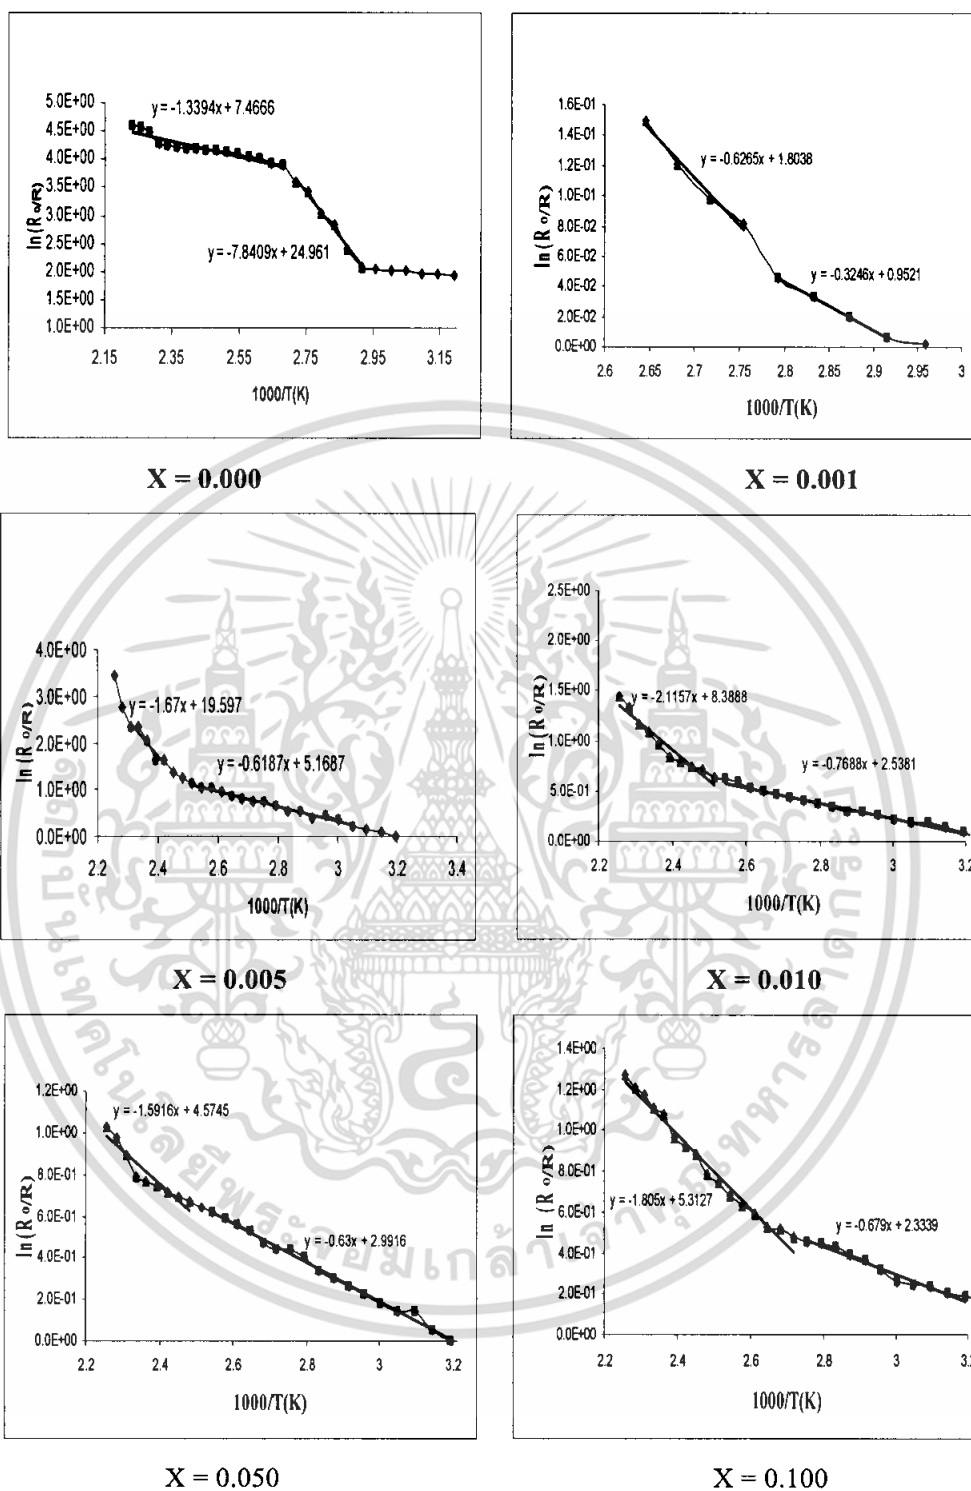 5.0E+00
4.5E+00
4.0E+00
3.5E+00
3.0E+00
2.5E+00
2.0E+00
1.5E+00
1.0E+00
ln(Ro/R)
y = -1.3394x + 7.4666
y = -7.8409x + 24.961
2.15 2.35 2.55 2.75 2.95 3.15
1000/T(K)
X = 0.000
1.6E-01
1.4E-01
1.2E-01
1.0E-01
8.0E-02
6.0E-02
4.0E-02
2.0E-02
0.0E+00
ln(Ro/R)
y = -0.6265x + 1.8038
y = -0.3246x + 0.9521
2.6 2.65 2.7 2.75 2.8 2.85 2.9 2.95 3
1000/T(K)
X = 0.001
4.0E+00
3.0E+00
2.0E+00
1.0E+00
0.0E+00
ln(Ro/R)
y = -1.67x + 19.597
y = -0.6187x + 5.1687
2.2 2.4 2.6 2.8 3 3.2 3.4
1000/T(K)
X = 0.005
2.5E+00
2.0E+00
1.5E+00
1.0E+00
5.0E-01
0.0E+00
ln(Ro/R)
y = -2.1157x + 8.3888
y = -0.7688x + 2.5381
2.2 2.4 2.6 2.8 3 3.2
1000/T(K)
X = 0.010
1.2E+00
1.0E+00
8.0E-01
6.0E-01
4.0E-01
2.0E-01
0.0E+00
ln(Ro/R)
y = -1.5916x + 4.5745
y = -0.63x + 2.9916
2.2 2.4 2.6 2.8 3 3.2
1000/T(K)
X = 0.050
1.4E+00
1.2E+00
1.0E+00
8.0E-01
6.0E-01
4.0E-01
2.0E-01
0.0E+00
ln (Ro/R)
y = -1.805x + 5.3127
y = -0.679x + 2.3339
2.2 2.4 2.6 2.8 3 3.2
1000/T(K)
X = 0.100